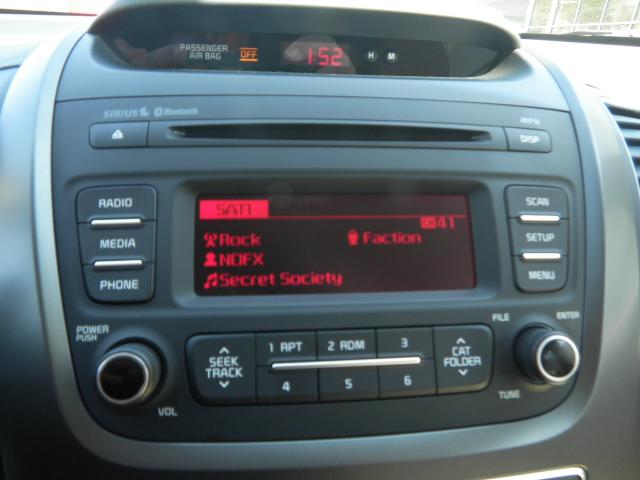 PASSENGER AIR BAG OFF 1:52 H M
SIRIUS Bluetooth
MP3
DISP
RADIO
MEDIA
PHONE
SAT1
CH 41
Rock Faction
NOFX
Secret Society
SCAN
SETUP
MENU
POWER PUSH
VOL
SEEK TRACK
1 RPT 2 RDM 3
4 5 6
CAT FOLDER
FILE
ENTER
TUNE